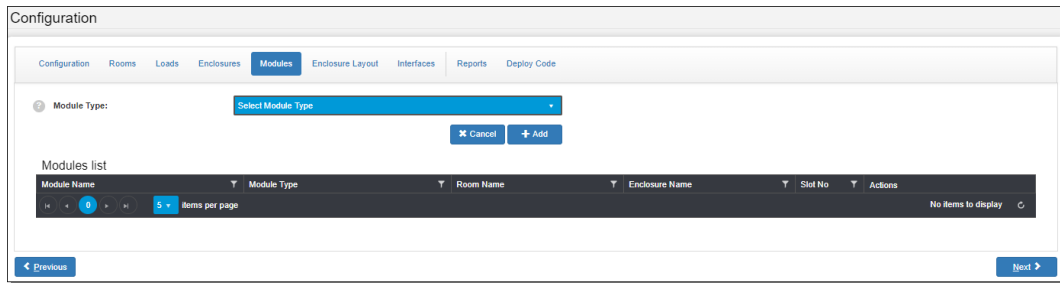 Configuration
Configuration Rooms Loads Enclosures Modules Enclosure Layout Interfaces Reports Deploy Code
? Module Type: Select Module Type
Cancel Add
Modules list
Module Name Module Type Room Name Enclosure Name Slot No Actions
0 5 items per page No items to display
Previous Next